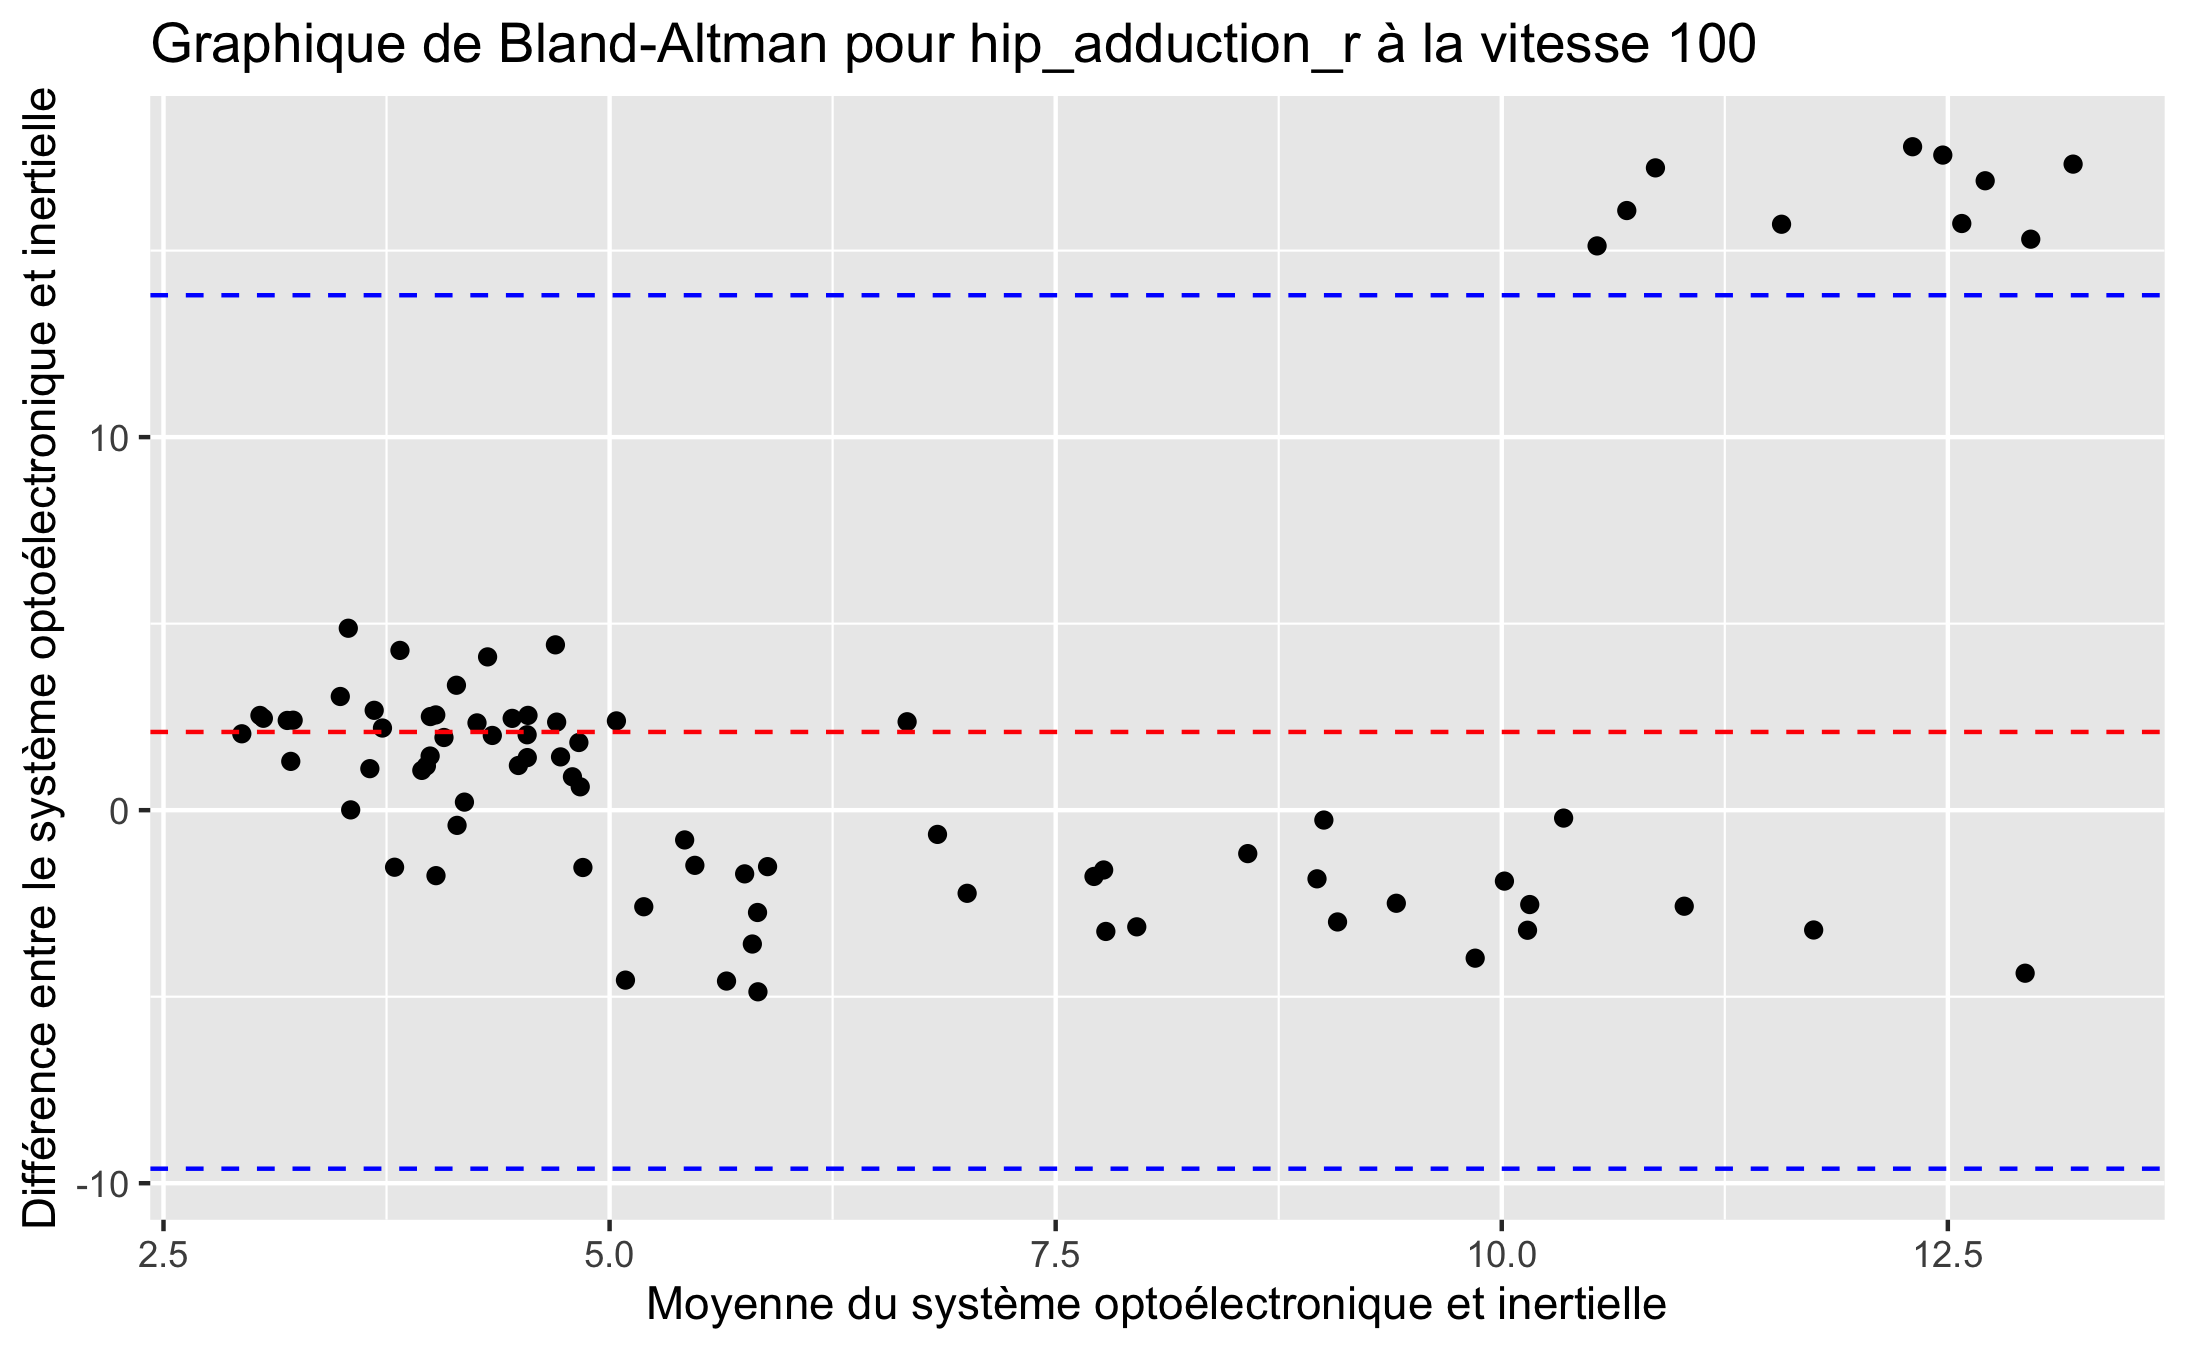 Graphique de Bland-Altman pour hip_adduction_r à la vitesse 100
Différence entre le système optoélectronique et inertielle
10
0
-10
2.5 5.0 7.5 10.0 12.5
Moyenne du système optoélectronique et inertielle